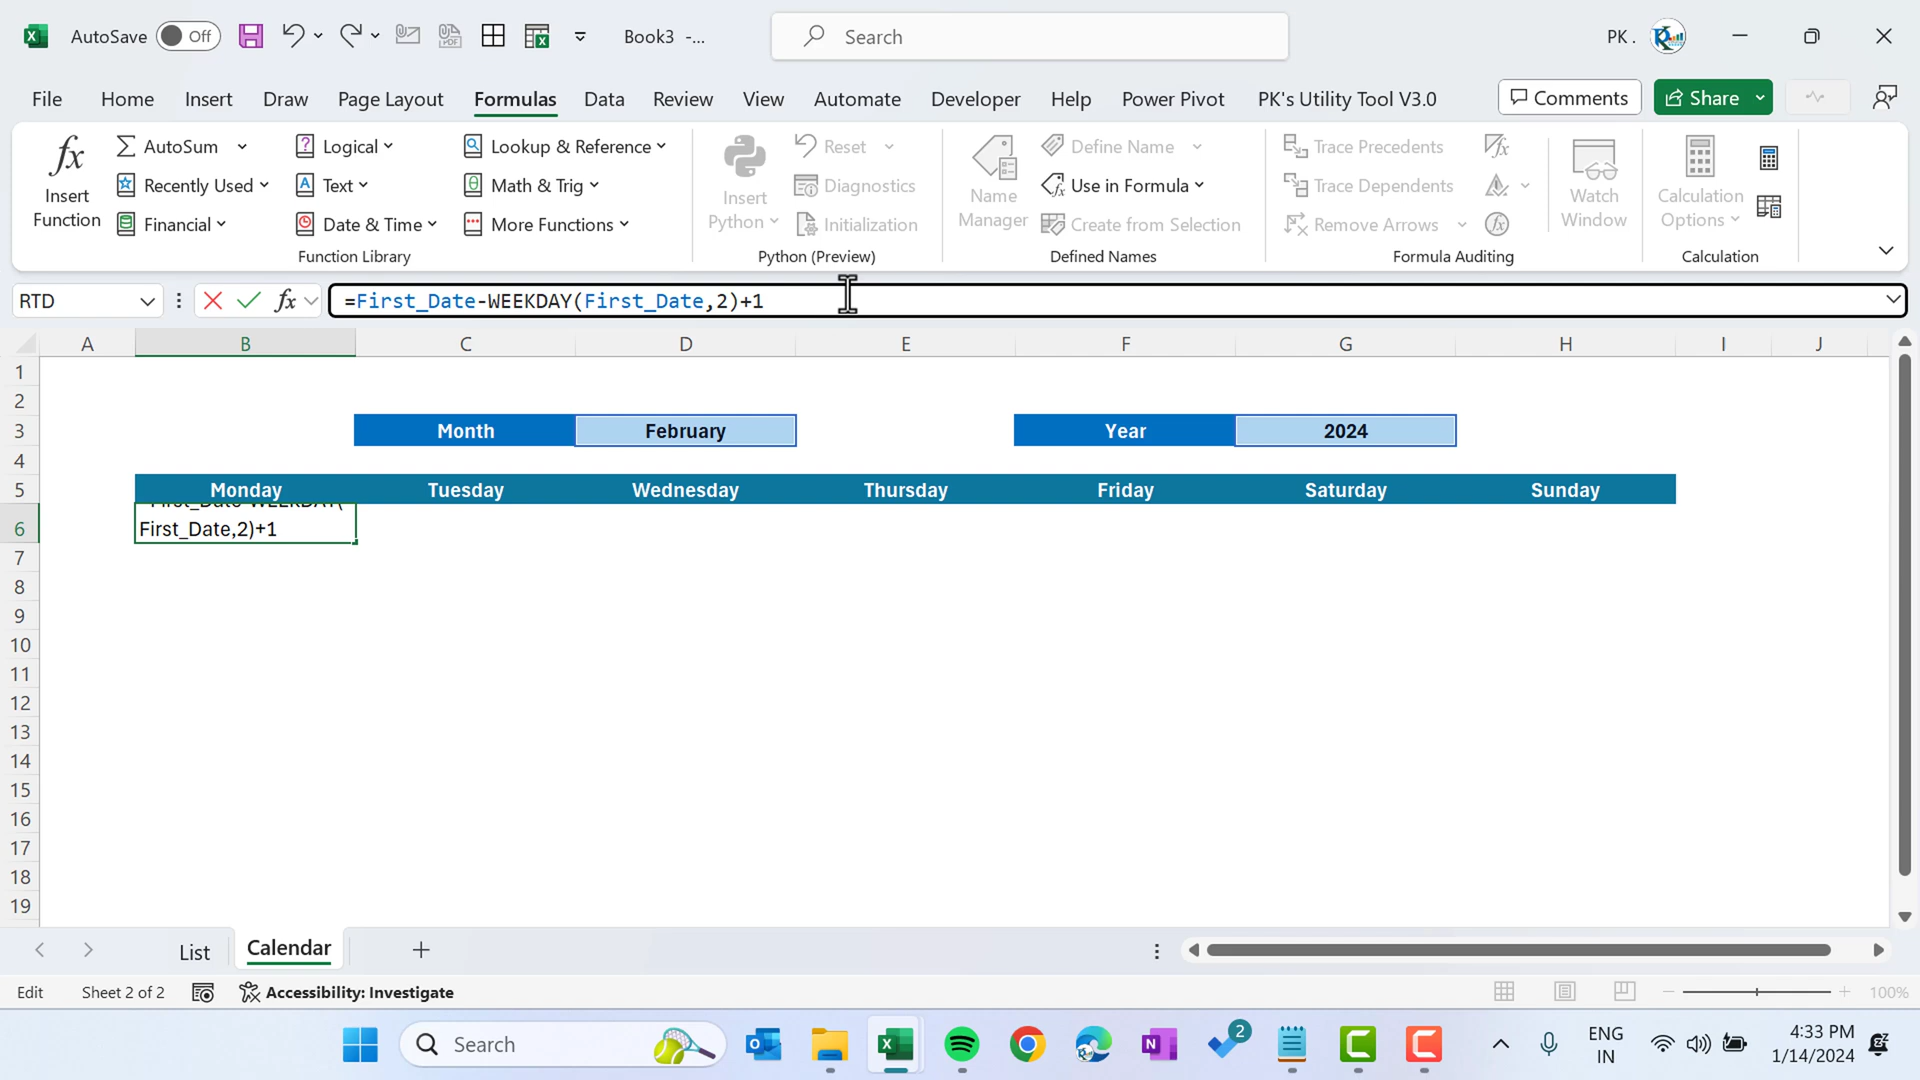 AutoSave Off Book3 -... Search PK .
File Home Insert Draw Page Layout Formulas Data Review View Automate Developer Help Power Pivot PK's Utility Tool V3.0 Comments Share
AutoSum Logical Lookup & Reference Reset Define Name Trace Precedents
Insert Function Recently Used Text Math & Trig Insert Python Diagnostics Name Manager Use in Formula Trace Dependents Watch Window Calculation Options
Financial Date & Time More Functions Initialization Create from Selection Remove Arrows
Function Library Python (Preview) Defined Names Formula Auditing Calculation
RTD fx =First_Date-WEEKDAY(First_Date,2)+1
A B C D E F G H I J
1
2
3 Month February Year 2024
4
5 Monday Tuesday Wednesday Thursday Friday Saturday Sunday
=First_Date-WEEKDAY(
6 First_Date,2)+1
7
8
9
10
11
12
13
14
15
16
17
18
19
List Calendar
Edit Sheet 2 of 2 Accessibility: Investigate 100%
Search 2 ENG IN 4:33 PM
1/14/2024